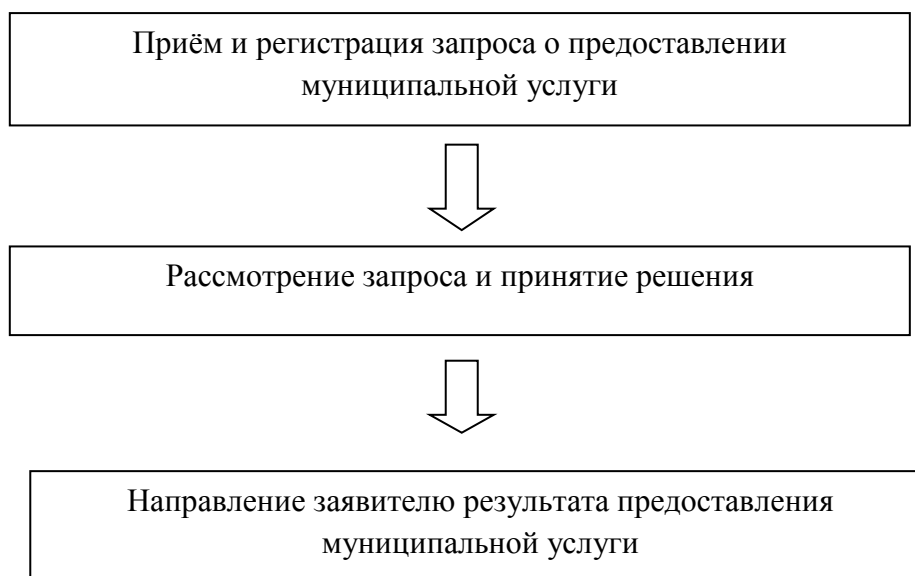 Приём и регистрация запроса о предоставлении
муниципальной услуги
Рассмотрение запроса и принятие решения
Направление заявителю результата предоставления
муниципальной услуги